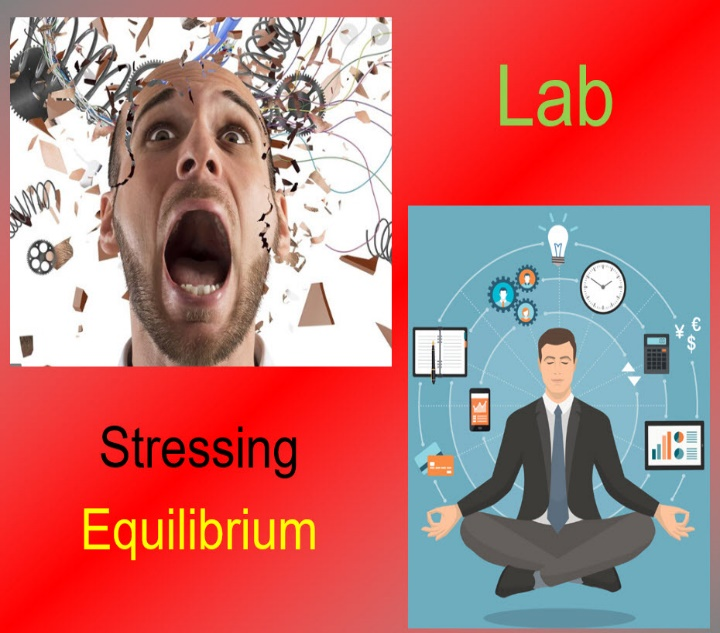 Lab
¥ €
$
Stressing
Equilibrium